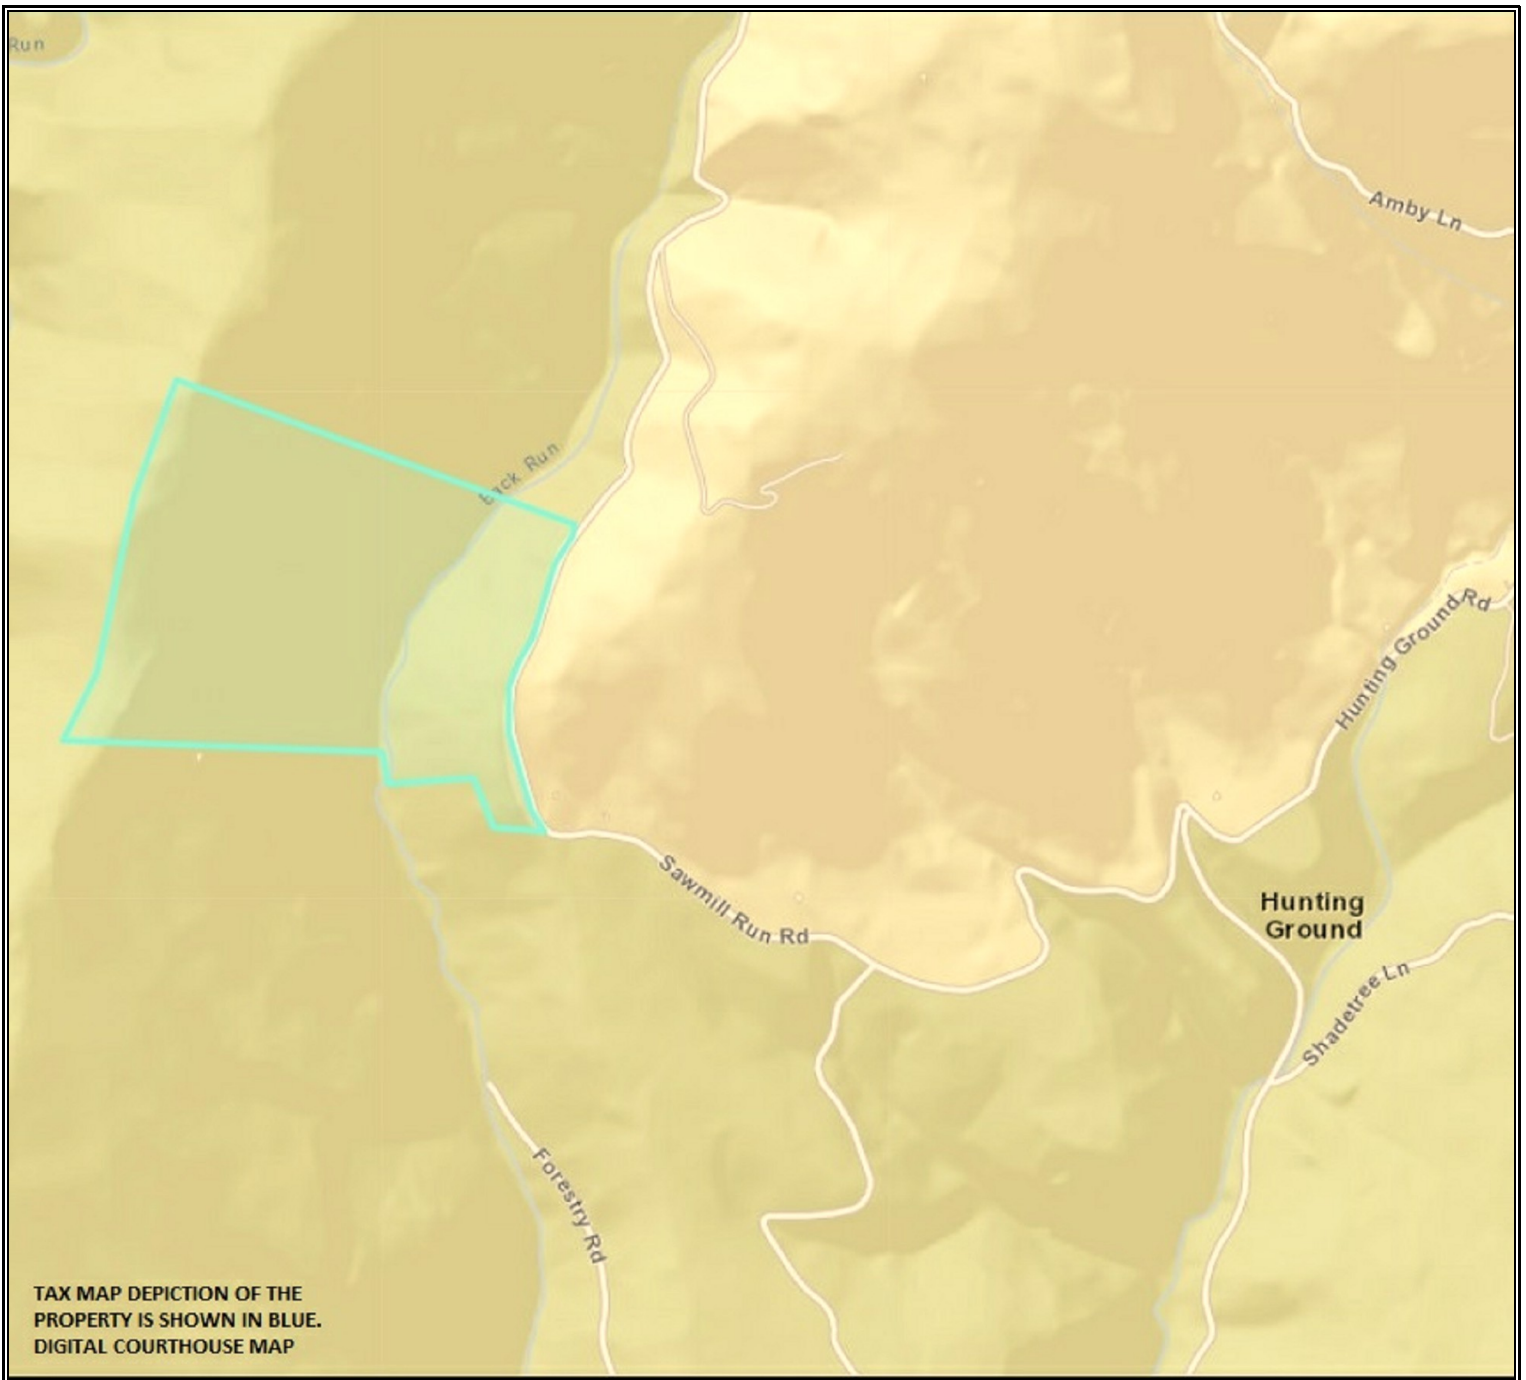 Run
Amby Ln
Run
Hunting Ground Rd
Sawmill Run Rd
Hunting
Ground
Shadetree Ln
Forestry Rd
TAX MAP DEPICTION OF THE
PROPERTY IS SHOWN IN BLUE.
DIGITAL COURTHOUSE MAP